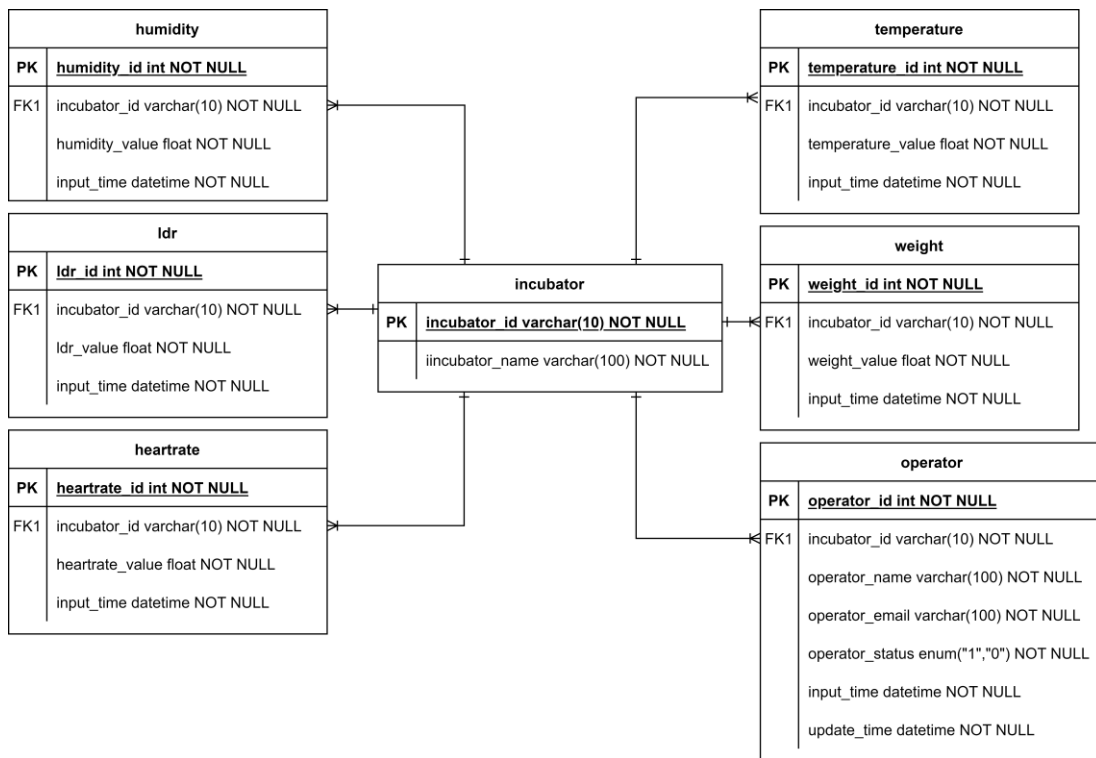 humidity
PK humidity_id int NOT NULL
FK1 incubator_id varchar(10) NOT NULL
humidity_value float NOT NULL
input_time datetime NOT NULL
ldr
PK ldr_id int NOT NULL
FK1 incubator_id varchar(10) NOT NULL
ldr_value float NOT NULL
input_time datetime NOT NULL
heartrate
PK heartrate_id int NOT NULL
FK1 incubator_id varchar(10) NOT NULL
heartrate_value float NOT NULL
input_time datetime NOT NULL
incubator
PK incubator_id varchar(10) NOT NULL
iincubator_name varchar(100) NOT NULL
temperature
PK temperature_id int NOT NULL
FK1 incubator_id varchar(10) NOT NULL
temperature_value float NOT NULL
input_time datetime NOT NULL
weight
PK weight_id int NOT NULL
FK1 incubator_id varchar(10) NOT NULL
weight_value float NOT NULL
input_time datetime NOT NULL
operator
PK operator_id int NOT NULL
FK1 incubator_id varchar(10) NOT NULL
operator_name varchar(100) NOT NULL
operator_email varchar(100) NOT NULL
operator_status enum("1","0") NOT NULL
input_time datetime NOT NULL
update_time datetime NOT NULL